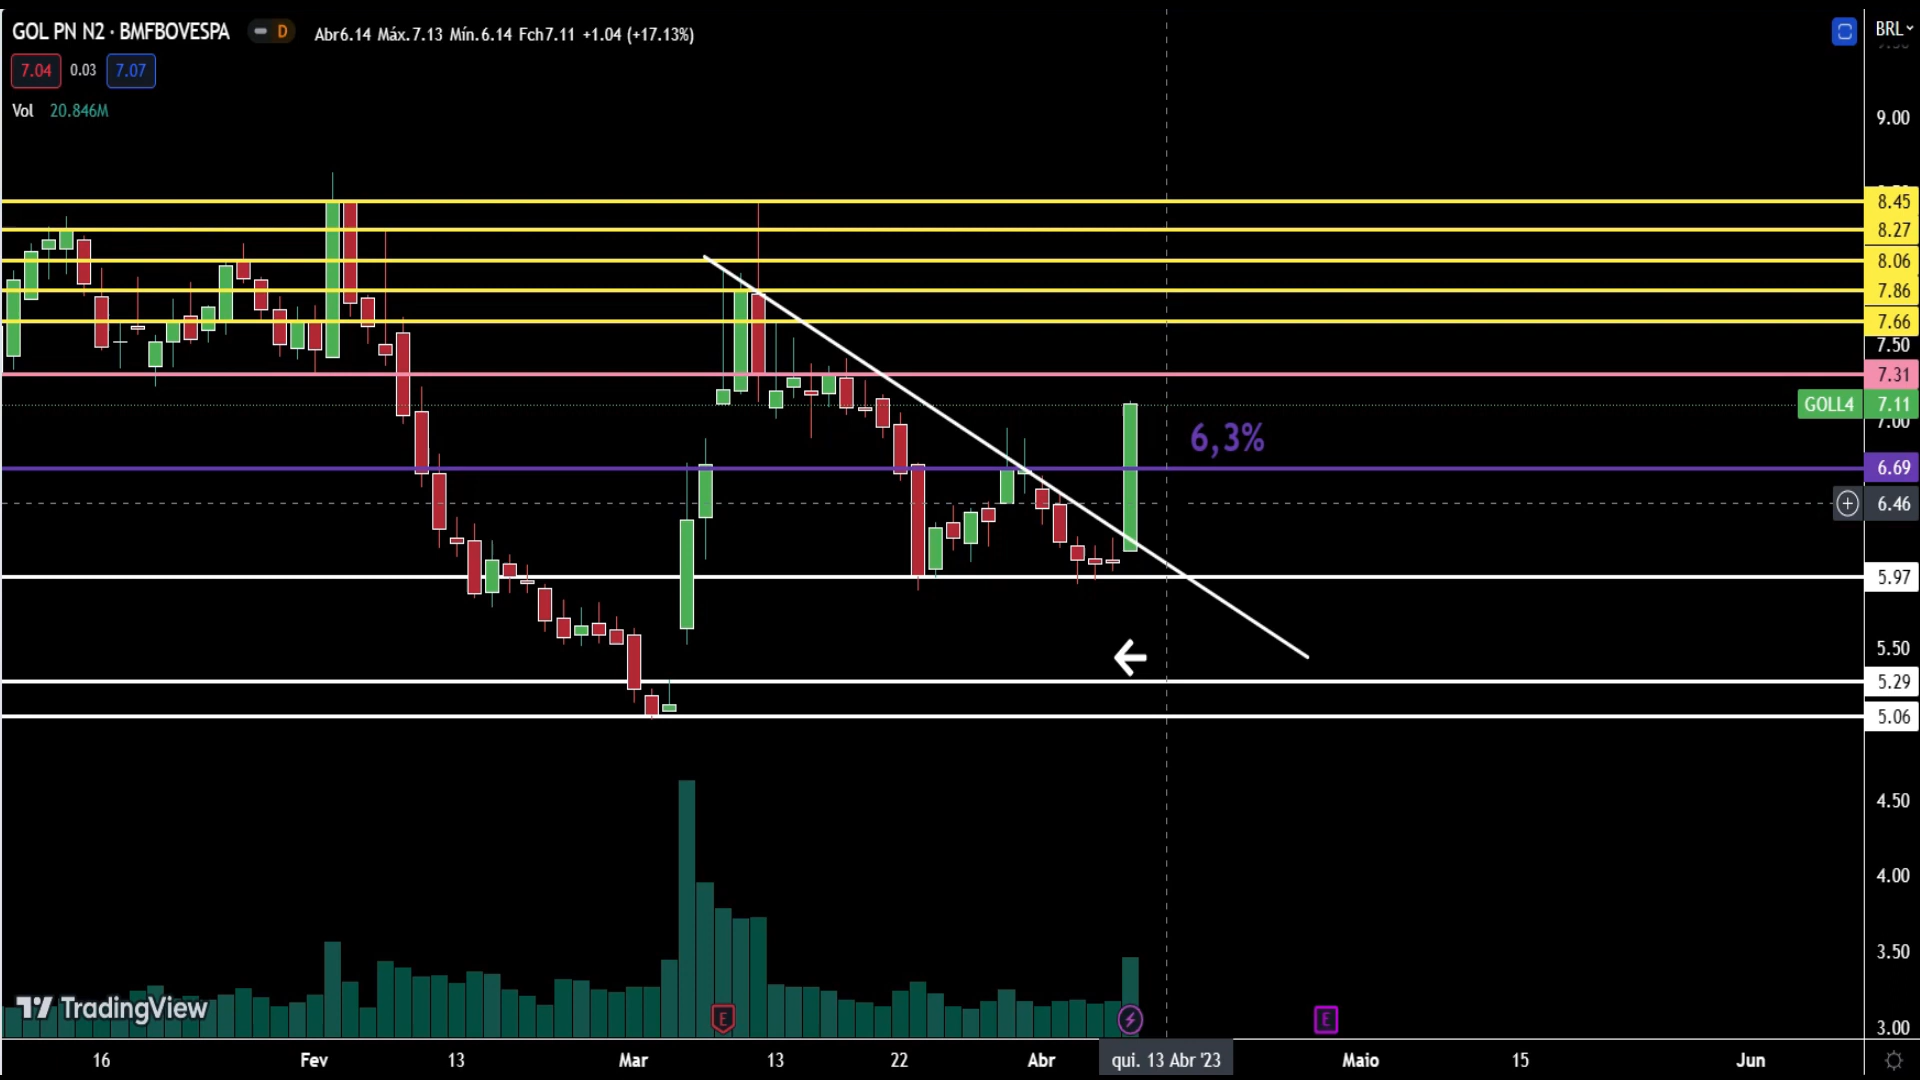 GOL PN N2 · BMFBOVESPA D Abr6.14 Máx.7.13 Mín.6.14 Fch7.11 +1.04 (+17.13%)
BRL
7.04 0.03 7.07
Vol 20.846M
9.00
8.45
8.27
8.06
7.86
7.66
7.50
7.31
GOLL4 7.11
7.00
6,3%
6.69
6.46
5.97
5.50
5.29
5.06
4.50
4.00
3.50
TradingView
E E
3.00
16 Fev 13 Mar 13 22 Abr qui. 13 Abr '23 Maio 15 Jun